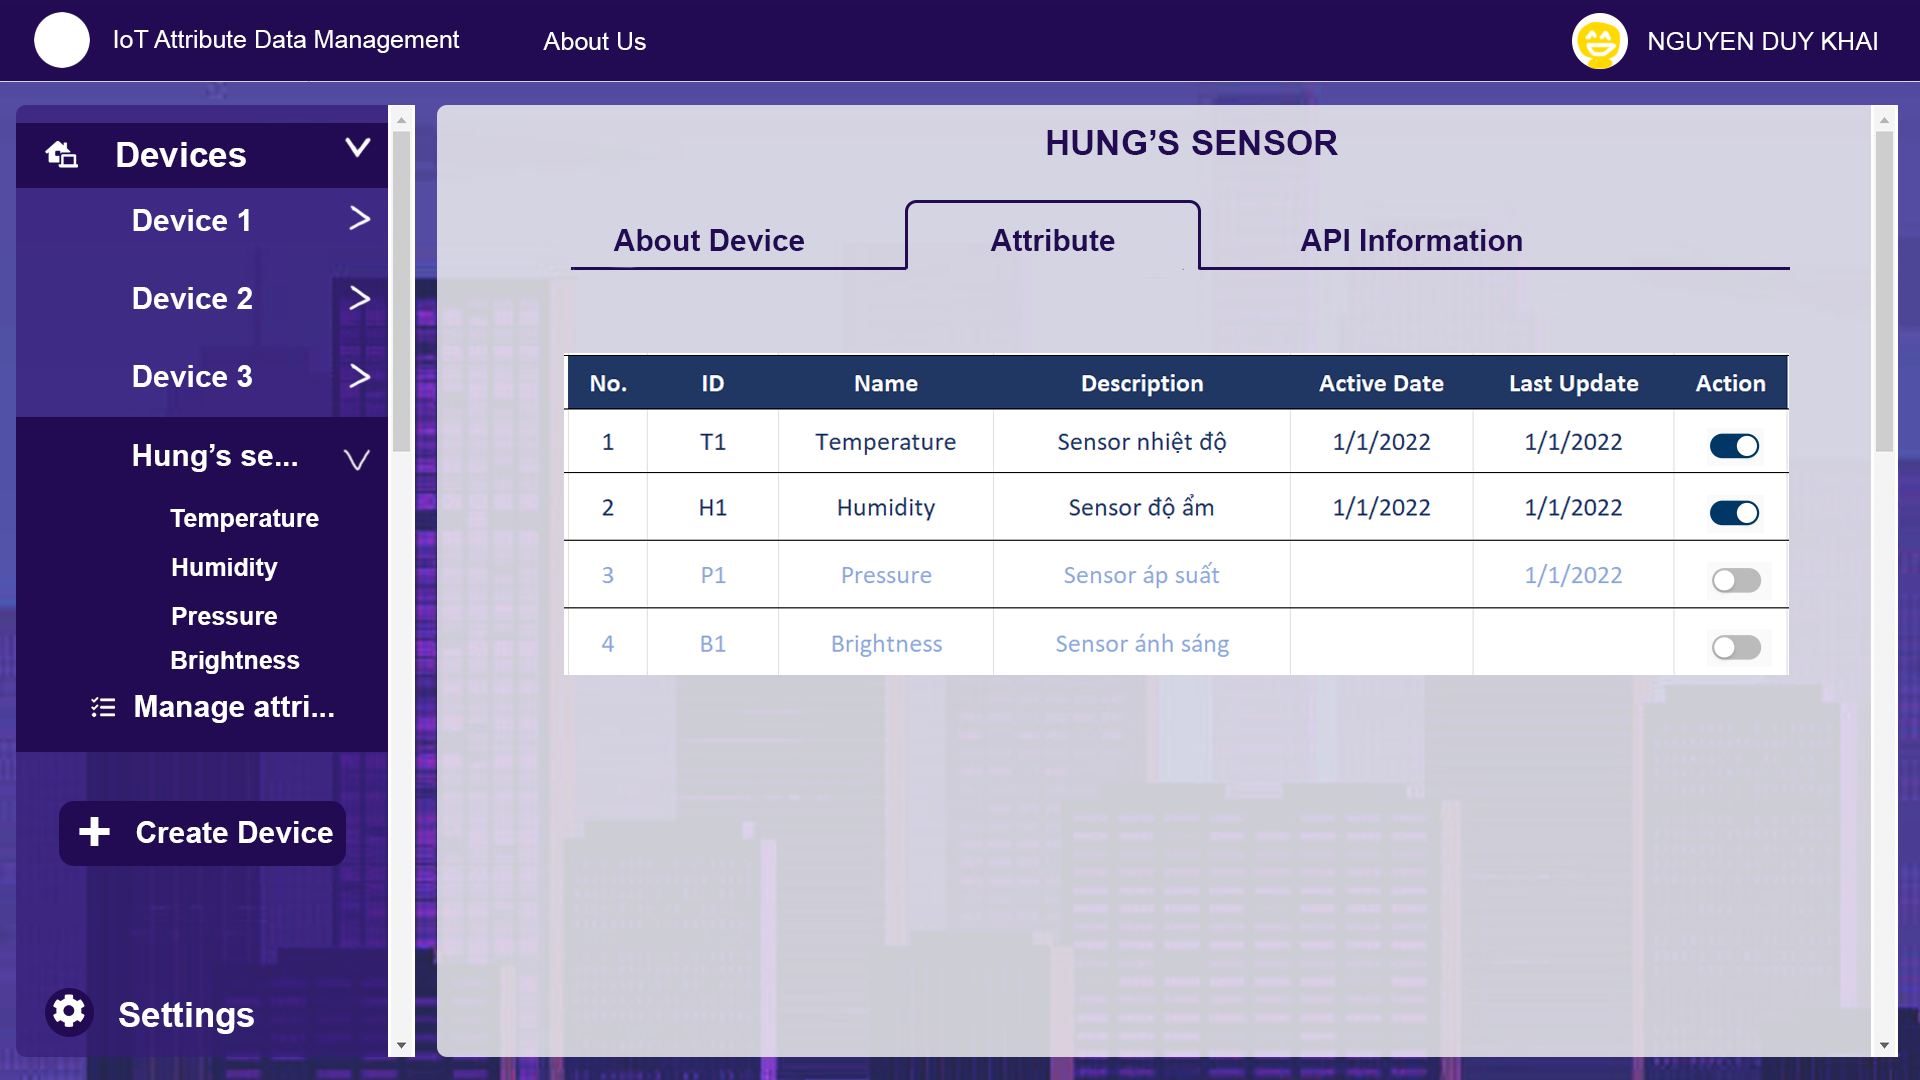 IoT Attribute Data Management
About Us
NGUYEN DUY KHAI
Devices
Device 1
Device 2
Device 3
Hung’s se...
Temperature
Humidity
Pressure
Brightness
Manage attri...
Create Device
Settings
HUNG’S SENSOR
About Device
Attribute
API Information
No. ID Name Description Active Date Last Update Action
1 T1 Temperature Sensor nhiệt độ 1/1/2022 1/1/2022
2 H1 Humidity Sensor độ ẩm 1/1/2022 1/1/2022
3 P1 Pressure Sensor áp suất 1/1/2022
4 B1 Brightness Sensor ánh sáng